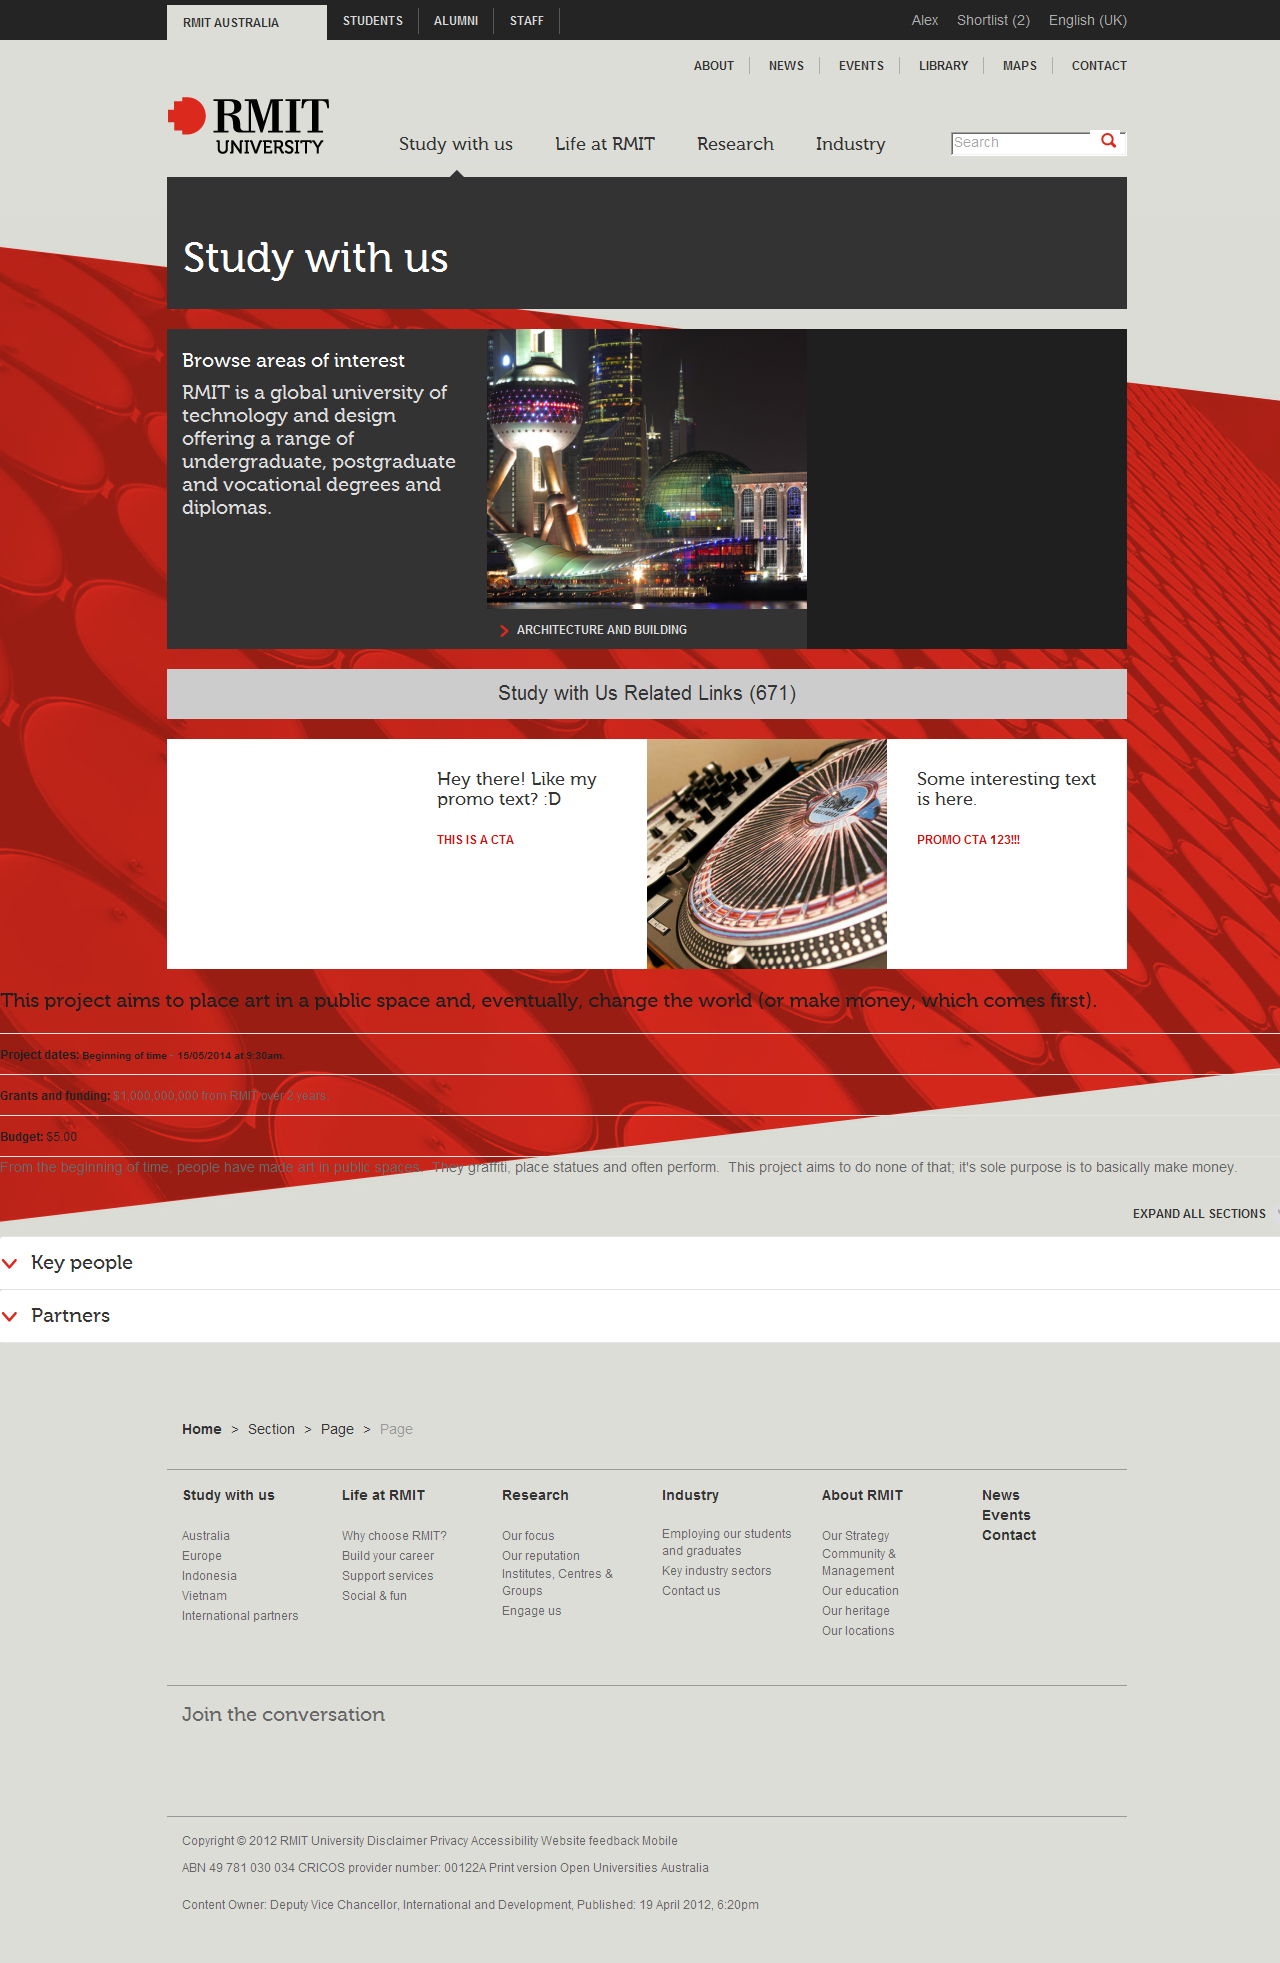 RMIT AUSTRALIA STUDENTS ALUMNI STAFF Alex Shortlist (2) English (UK)
ABOUT NEWS EVENTS LIBRARY MAPS CONTACT
RMIT
UNIVERSITY
Study with us Life at RMIT Research Industry Search
Study with us
Browse areas of interest
RMIT is a global university of
technology and design
offering a range of
undergraduate, postgraduate
and vocational degrees and
diplomas.
ARCHITECTURE AND BUILDING
Study with Us Related Links (671)
Hey there! Like my
promo text? :D
THIS IS A CTA
Some interesting text
is here.
PROMO CTA 123!!!
This project aims to place art in a public space and, eventually, change the world (or make money, which comes first).
Project dates: Beginning of time - 15/05/2014 at 9:30am.
Grants and funding: $1,000,000,000 from RMIT over 2 years.
Budget: $5.00
From the beginning of time, people have made art in public spaces. They graffiti, place statues and often perform. This project aims to do none of that; it's sole purpose is to basically make money.
EXPAND ALL SECTIONS
Key people
Partners
Home > Section > Page > Page
Study with us
Australia
Europe
Indonesia
Vietnam
International partners
Life at RMIT
Why choose RMIT?
Build your career
Support services
Social & fun
Research
Our focus
Our reputation
Institutes, Centres &
Groups
Engage us
Industry
Employing our students
and graduates
Key industry sectors
Contact us
About RMIT
Our Strategy
Community &
Management
Our education
Our heritage
Our locations
News
Events
Contact
Join the conversation
Copyright © 2012 RMIT University Disclaimer Privacy Accessibility Website feedback Mobile
ABN 49 781 030 034 CRICOS provider number: 00122A Print version Open Universities Australia
Content Owner: Deputy Vice Chancellor, International and Development, Published: 19 April 2012, 6:20pm